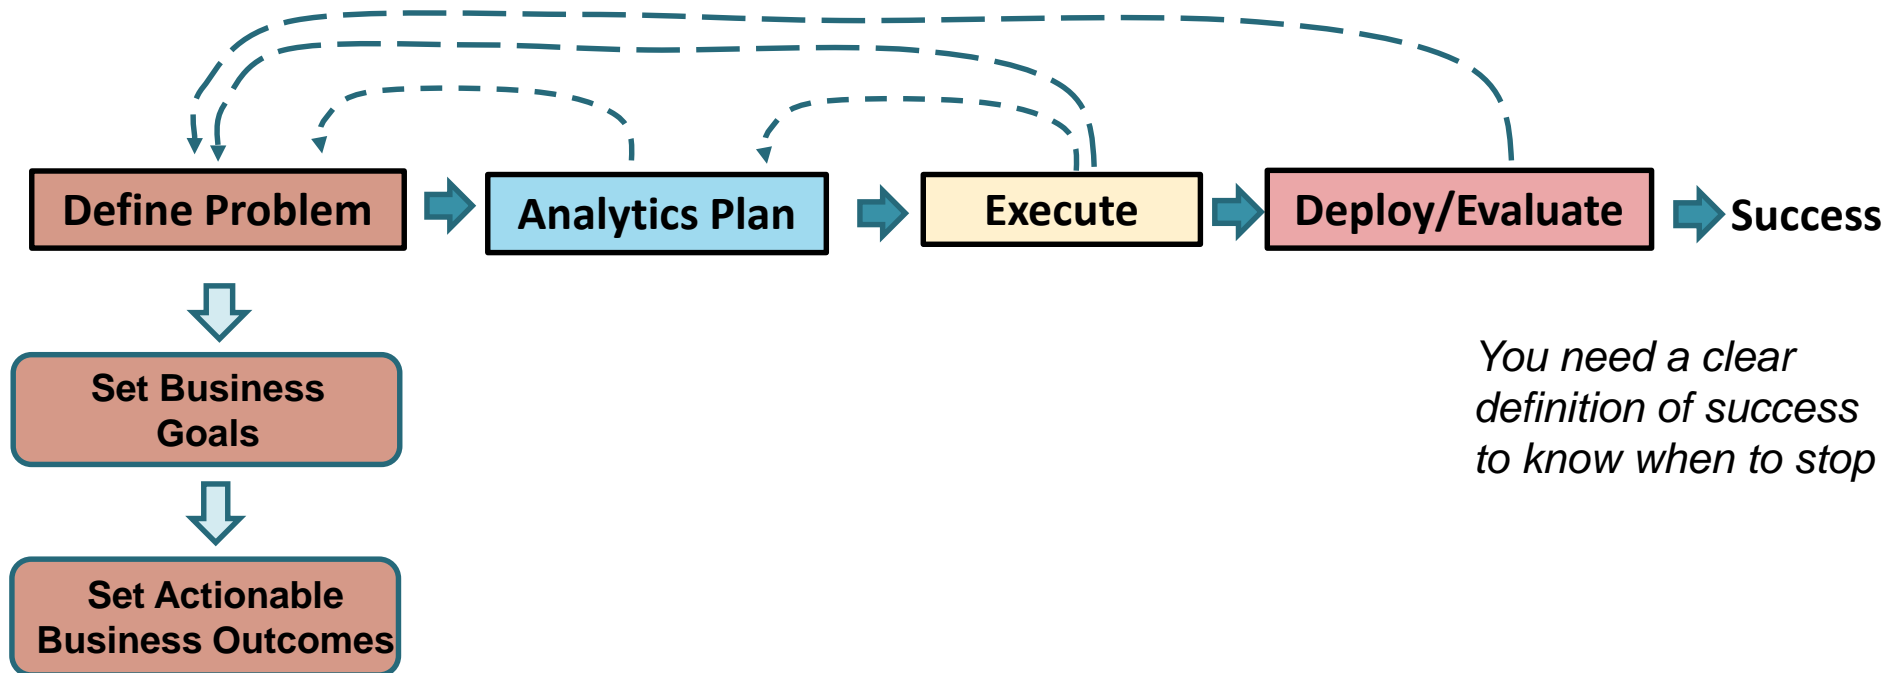 Define Problem
Analytics Plan
Execute
Deploy/Evaluate
Success
Set Business
Goals
Set Actionable
Business Outcomes
You need a clear
definition of success
to know when to stop